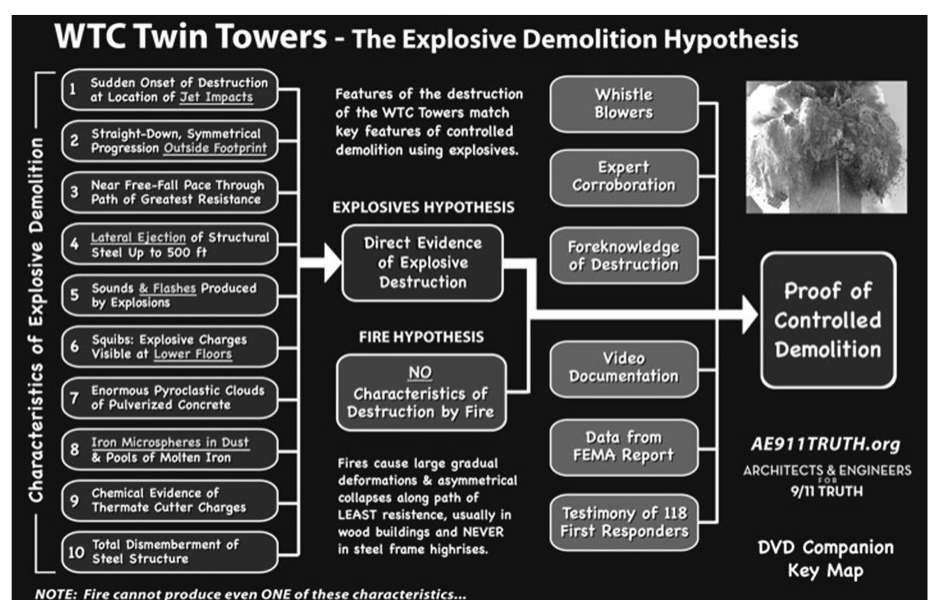 WTC Twin Towers - The Explosive Demolition Hypothesis
Characteristics of Explosive Demolition
1 Sudden Onset of Destruction
at Location of Jet Impacts
2 Straight-Down, Symmetrical
Progression Outside Footprint
3 Near Free-Fall Pace Through
Path of Greatest Resistance
4 Lateral Ejection of Structural
Steel Up to 500 ft
5 Sounds & Flashes Produced
by Explosions
6 Squibs: Explosive Charges
Visible at Lower Floors
7 Enormous Pyroclastic Clouds
of Pulverized Concrete
8 Iron Microspheres in Dust
& Pools of Molten Iron
9 Chemical Evidence of
Thermate Cutter Charges
10 Total Dismemberment of
Steel Structure
Features of the destruction
of the WTC Towers match
key features of controlled
demolition using explosives.
EXPLOSIVES HYPOTHESIS
Direct Evidence
of Explosive
Destruction
FIRE HYPOTHESIS
NO
Characteristics of
Destruction by Fire
Fires cause large gradual
deformations & asymmetrical
collapses along path of
LEAST resistence, usually in
wood buildings and NEVER
in steel frame highrises.
Whistle
Blowers
Expert
Corroboration
Foreknowledge
of Destruction
Video
Documentation
Data from
FEMA Report
Testimony of 118
First Responders
Proof of
Controlled
Demolition
AE911TRUTH.org
ARCHITECTS & ENGINEERS
FOR
9/11 TRUTH
DVD Companion
Key Map
NOTE: Fire cannot produce even ONE of these characteristics...